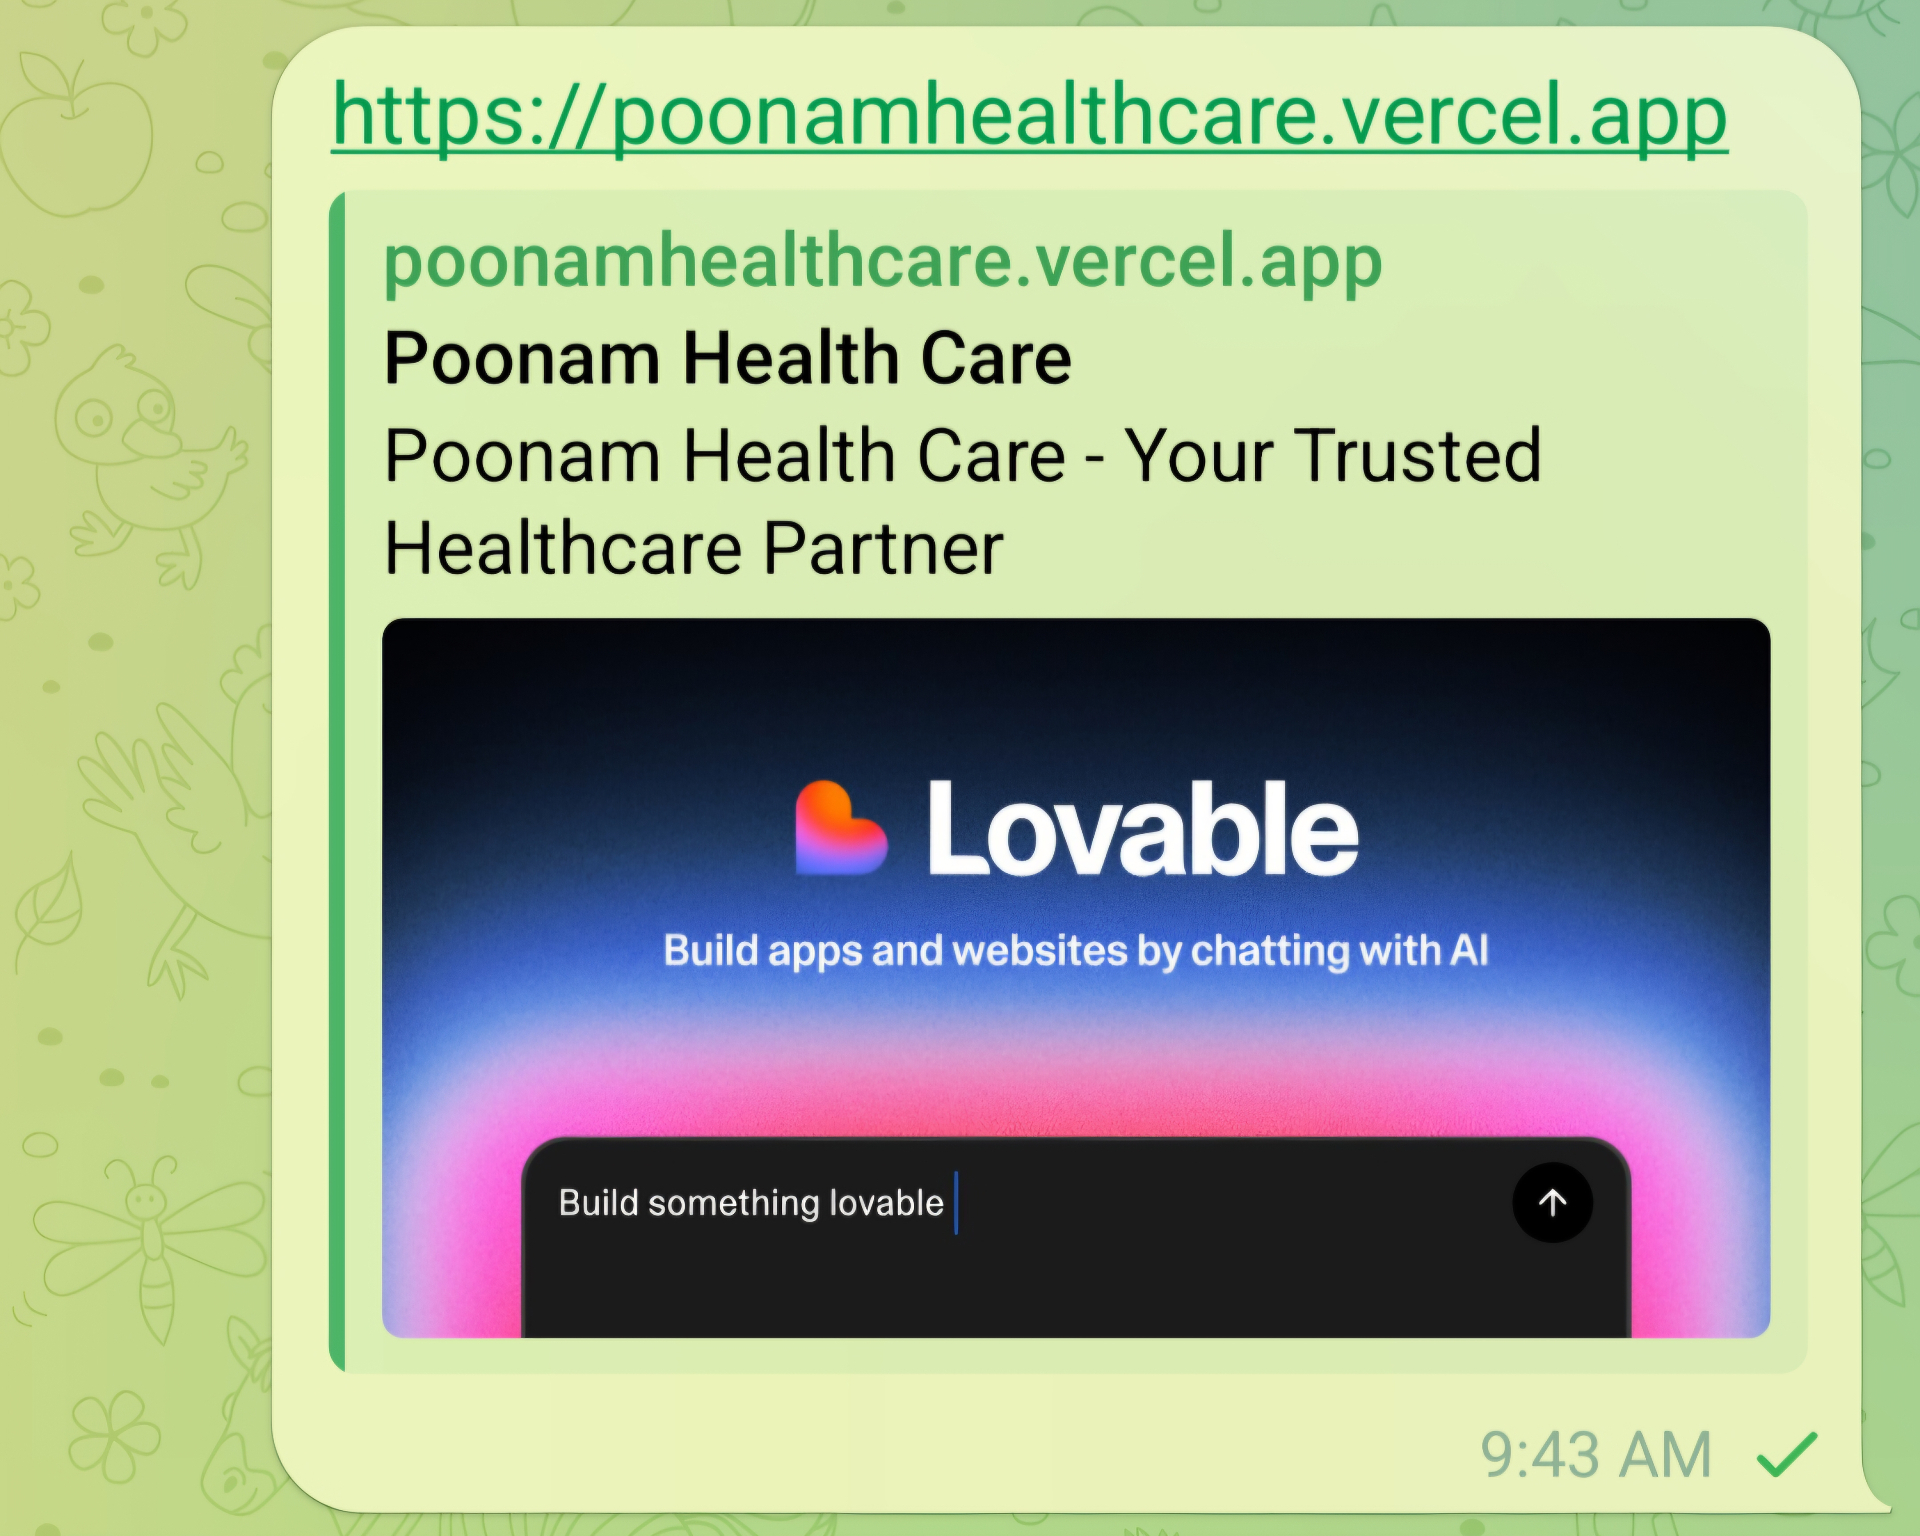 https://poonamhealthcare.vercel.app
poonamhealthcare.vercel.app
Poonam Health Care
Poonam Health Care - Your Trusted
Healthcare Partner
Lovable
Build apps and websites by chatting with AI
Build something lovable
9:43 AM